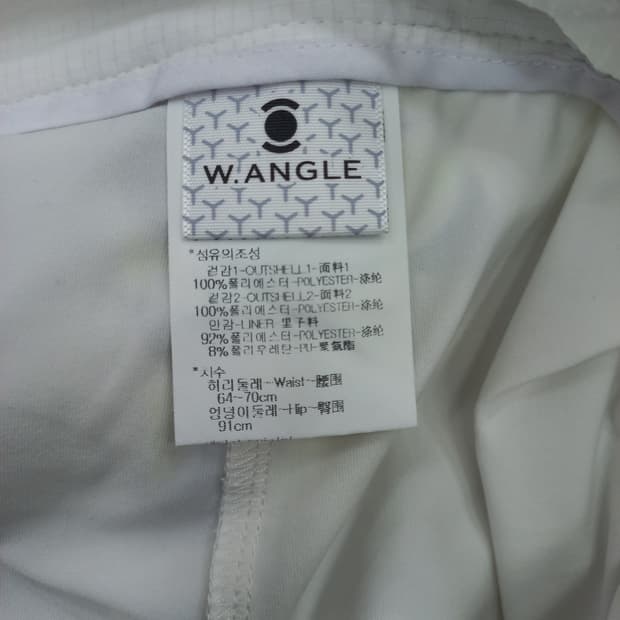 W.ANGLE
*섬유의조성
겉감1-OUTSHELL1-面料1
100%폴리에스터-POLYESTER-涤纶
겉감2-OUTSHELL2-面料2
100%폴리에스터-POLYESTER-涤纶
안감-LINER 里子料
92%폴리에스터-POLYESTER-涤纶
8%폴리우레탄-PU-聚氨酯
*치수
허리둘레-Waist-腰围
64~70cm
엉덩이둘레-Hip-臀围
91cm